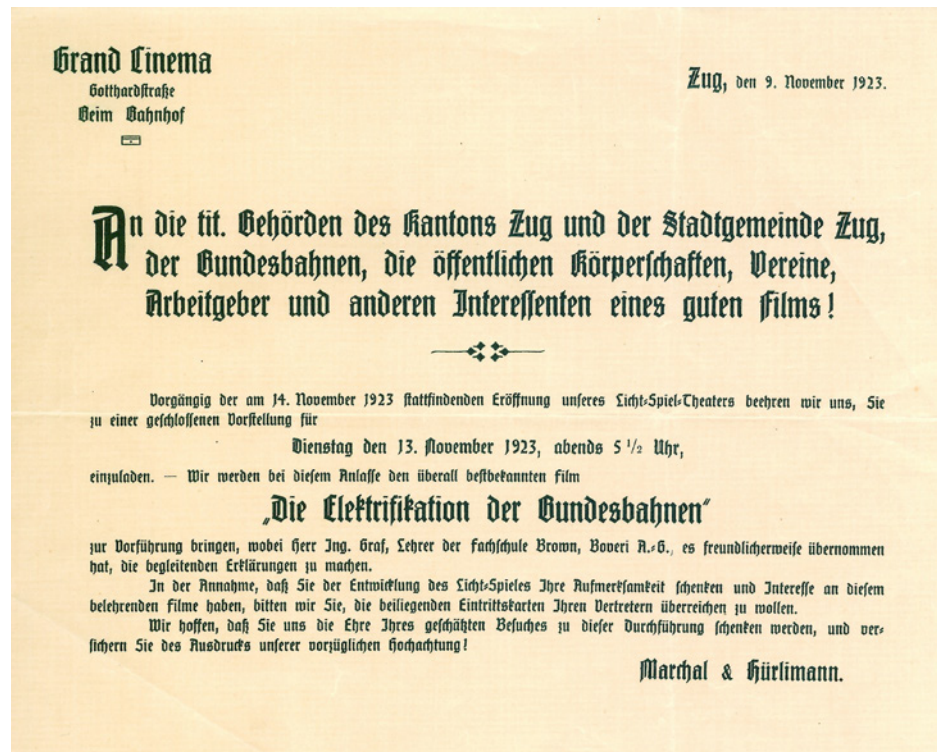 Grand Cinema
Gotthardstraße
Beim Bahnhof
Zug, den 9. November 1923.
An die tit. Behörden des Kantons Zug und der Stadtgemeinde Zug,
der Bundesbahnen, die öffentlichen Körperschaften, Vereine,
Arbeitgeber und anderen Interessenten eines guten Films!
Vorgängig der am 14. November 1923 stattfindenden Eröffnung unseres Licht-Spiel-Theaters beehren wir uns, Sie
zu einer geschlossenen Vorstellung für
Dienstag den 13. November 1923, abends 5 1/2 Uhr,
einzuladen. — Wir werden bei diesem Anlasse den überall bestbekannten Film
„Die Elektrifikation der Bundesbahnen“
zur Vorführung bringen, wobei Herr Ing. Graf, Lehrer der Fachschule Brown, Boveri A.-G., es freundlicherweise übernommen
hat, die begleitenden Erklärungen zu machen.
In der Annahme, daß Sie der Entwicklung des Licht-Spieles Ihre Aufmerksamkeit schenken und Interesse an diesem
belehrenden Filme haben, bitten wir Sie, die beiliegenden Eintrittskarten Ihren Vertretern überreichen zu wollen.
Wir hoffen, daß Sie uns die Ehre Ihres geschätzten Besuches zu dieser Durchführung schenken werden, und ver-
sichern Sie des Ausdrucks unserer vorzüglichen Hochachtung!
Marchal & Hürlimann.